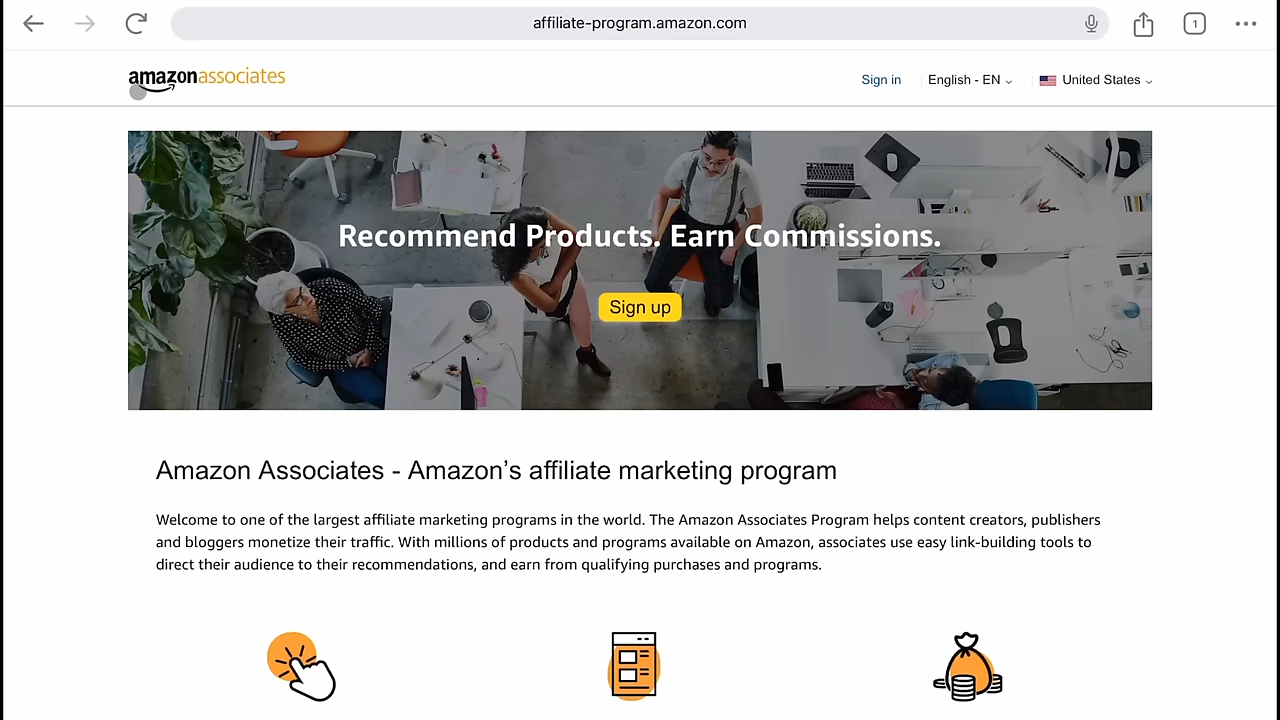 affiliate-program.amazon.com
1
amazonassociates
Sign in
English - EN
United States
Recommend Products. Earn Commissions.
Sign up
Amazon Associates - Amazon’s affiliate marketing program
Welcome to one of the largest affiliate marketing programs in the world. The Amazon Associates Program helps content creators, publishers
and bloggers monetize their traffic. With millions of products and programs available on Amazon, associates use easy link-building tools to
direct their audience to their recommendations, and earn from qualifying purchases and programs.